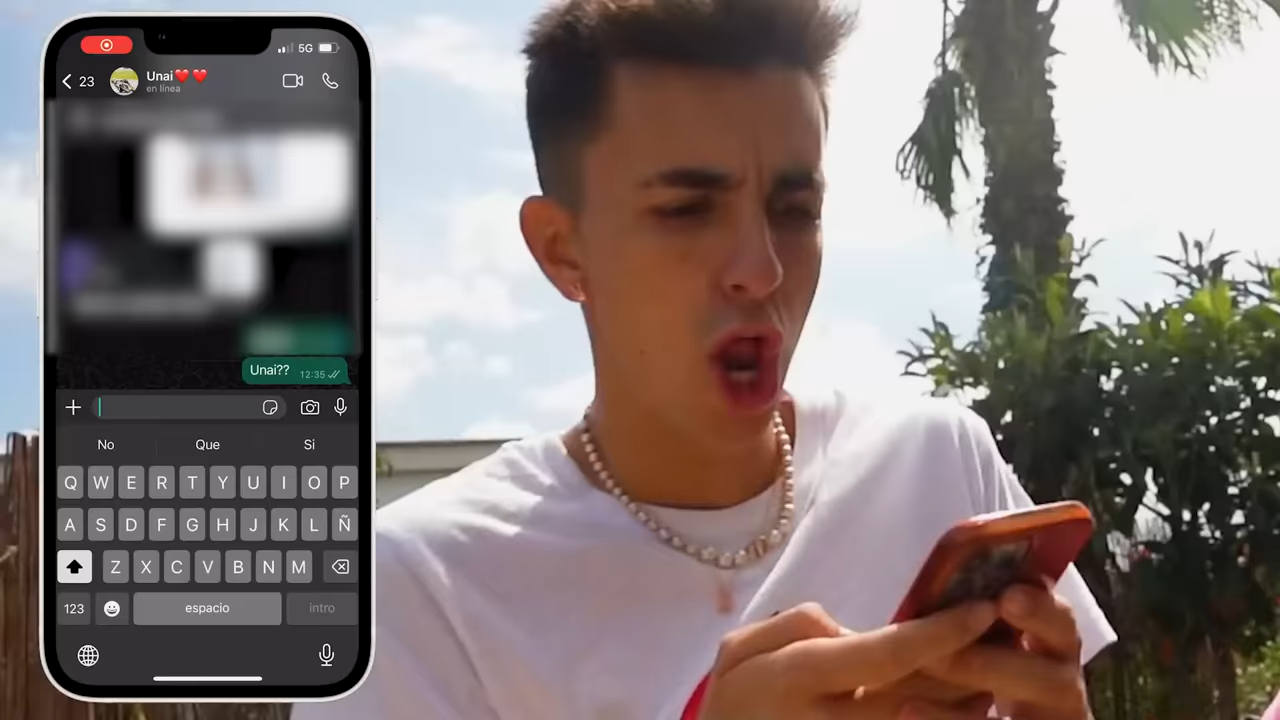 5G
23
Unai❤️❤️
en línea
Unai??
12:35
No Que Si
Q W E R T Y U I O P
A S D F G H J K L Ñ
Z X C V B N M
123 espacio intro